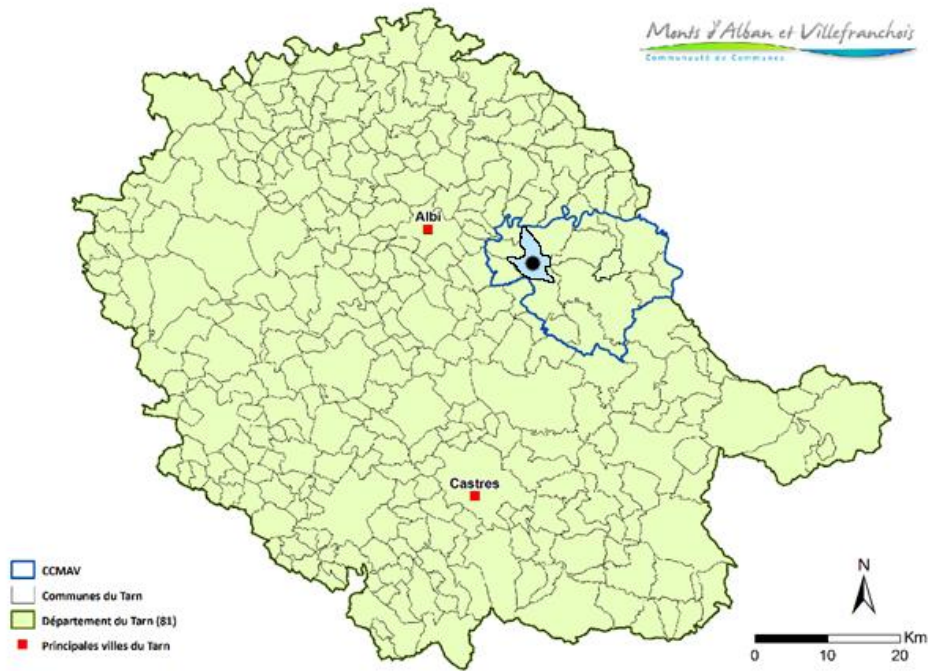 Monts d'Alban et Villefranchois
Communauté de Communes
Albi
Castres
CCMAV
Communes du Tarn
Département du Tarn (81)
Principales villes du Tarn
N
0 10 20 Km